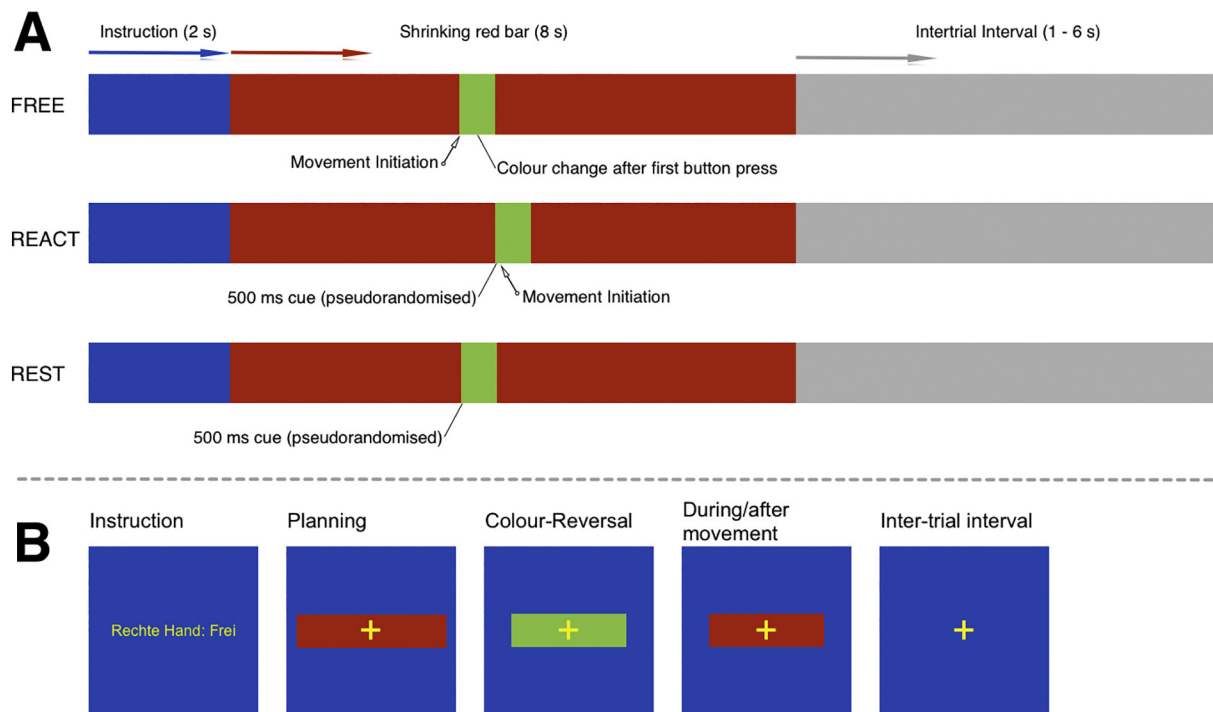 A
Instruction (2 s)
Shrinking red bar (8 s)
Intertrial Interval (1 - 6 s)
FREE
Movement Initiation
Colour change after first button press
REACT
500 ms cue (pseudorandomised)
Movement Initiation
REST
500 ms cue (pseudorandomised)
B
Instruction
Planning
Colour-Reversal
During/after
movement
Inter-trial interval
Rechte Hand: Frei